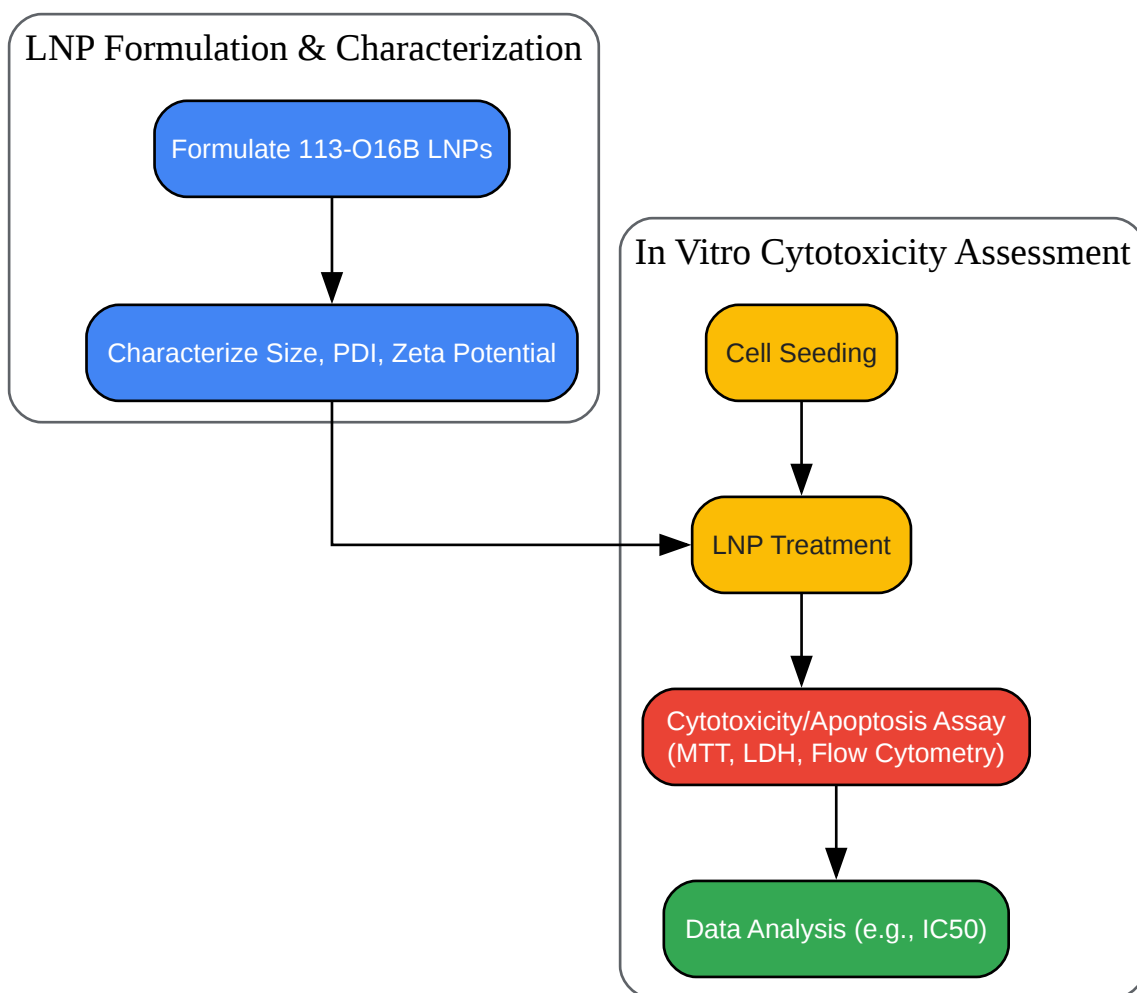 LNP Formulation & Characterization
Formulate 113-O16B LNPs
Characterize Size, PDI, Zeta Potential
In Vitro Cytotoxicity Assessment
Cell Seeding
LNP Treatment
Cytotoxicity/Apoptosis Assay
(MTT, LDH, Flow Cytometry)
Data Analysis (e.g., IC50)